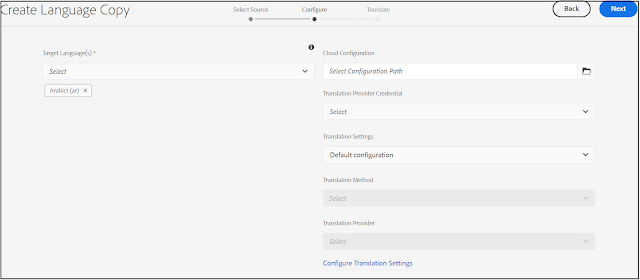 Create Language Copy
Select Source Configure Translate
Back Next
Target Language(s) *
Select
Arabict (ar) ×
Cloud Configuration
Select Configuration Path
Translation Provider Credential
Select
Translation Settings
Default configuration
Translation Method
Select
Translation Provider
Select
Configure Translation Settings